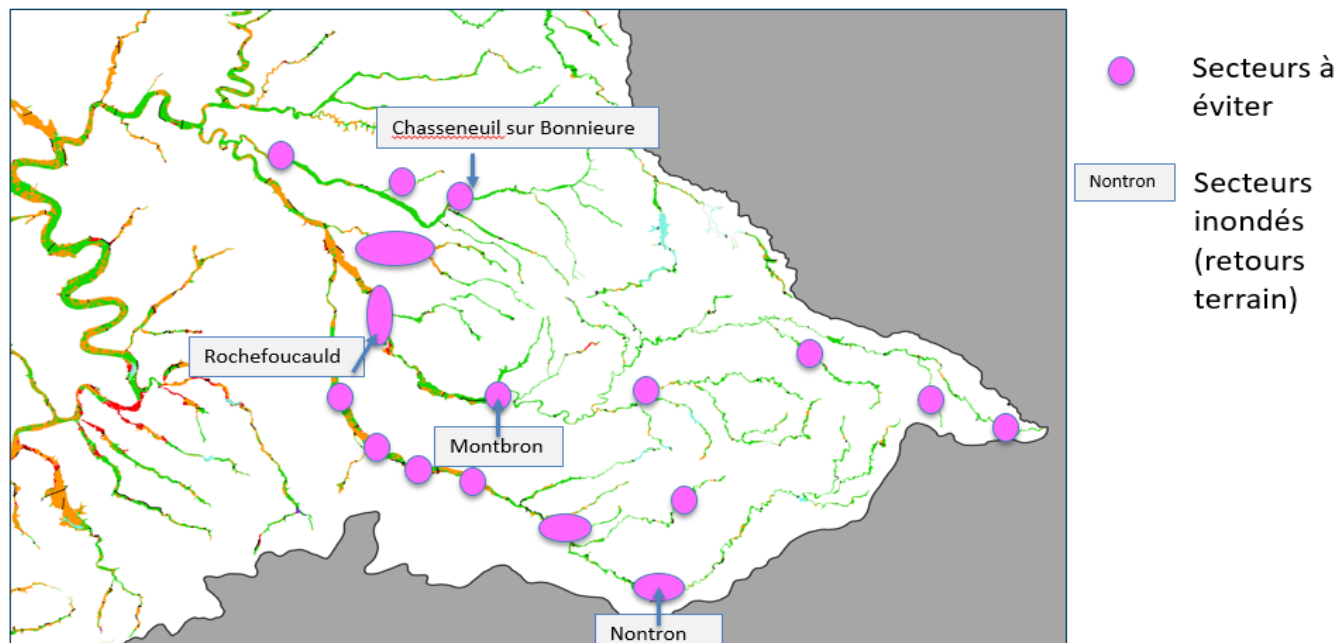 Chasseneuil sur Bonnieure
Rochefoucauld
Montbron
Nontron
Secteurs à
éviter
Nontron
Secteurs
inondés
(retours
terrain)